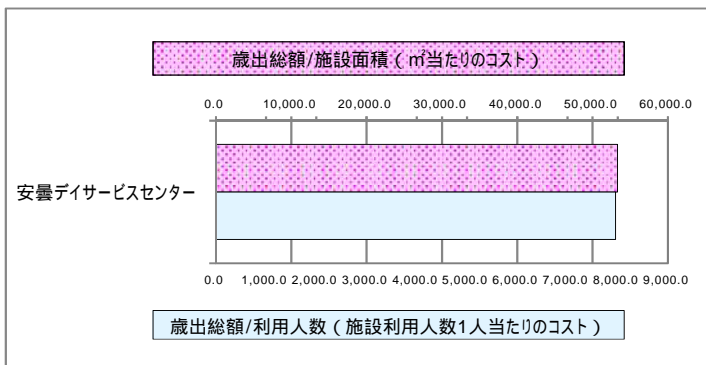 歳出総額/施設面積（㎡当たりのコスト）
0.0 10,000.0 20,000.0 30,000.0 40,000.0 50,000.0 60,000.0
安曇デイサービスセンター
0.0 1,000.0 2,000.0 3,000.0 4,000.0 5,000.0 6,000.0 7,000.0 8,000.0 9,000.0
歳出総額/利用人数（施設利用人数1人当たりのコスト）